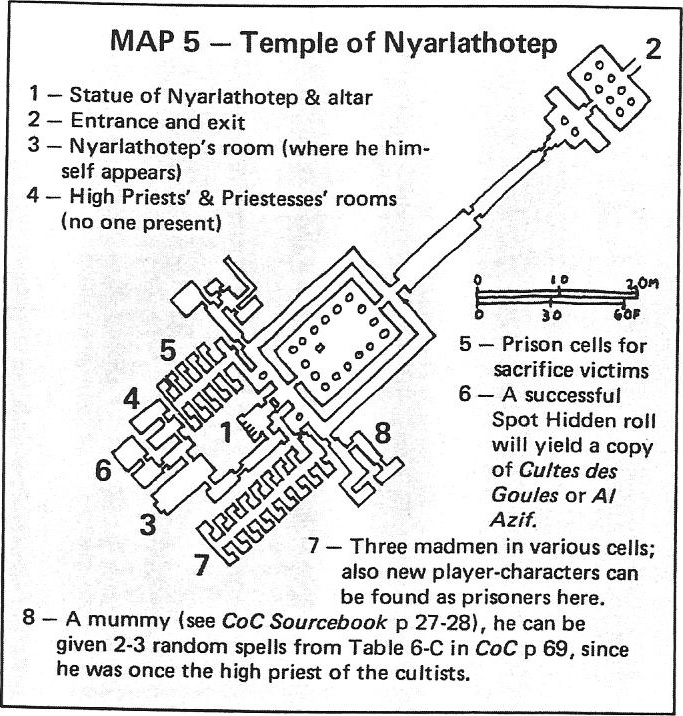 MAP 5 — Temple of Nyarlathotep
1 — Statue of Nyarlathotep & altar
2 — Entrance and exit
3 — Nyarlathotep's room (where he him-
self appears)
4 — High Priests' & Priestesses' rooms
(no one present)
2
0 10 20M
0 30 60F
5 — Prison cells for
sacrifice victims
6 — A successful
Spot Hidden roll
will yield a copy
of Cultes des
Goules or Al
Azif.
5
4
6
1
8
3
7
7 — Three madmen in various cells;
also new player-characters can
be found as prisoners here.
8 — A mummy (see CoC Sourcebook p 27-28), he can be
given 2-3 random spells from Table 6-C in CoC p 69, since
he was once the high priest of the cultists.